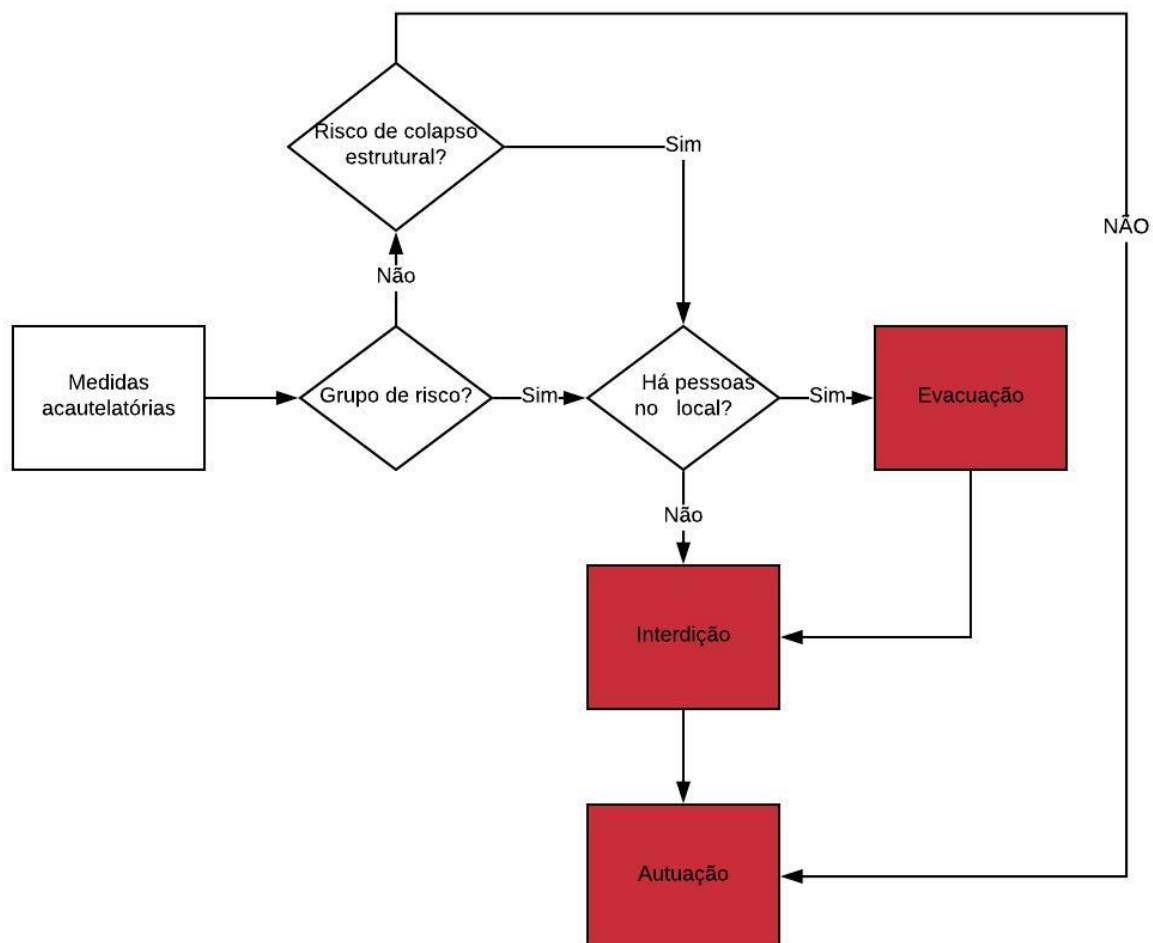 Risco de colapso
estrutural?
Sim
NÃO
Não
Medidas
acautelatórias
Grupo de risco?
Sim
Há pessoas
no local?
Sim
Evacuação
Não
Interdição
Autuação